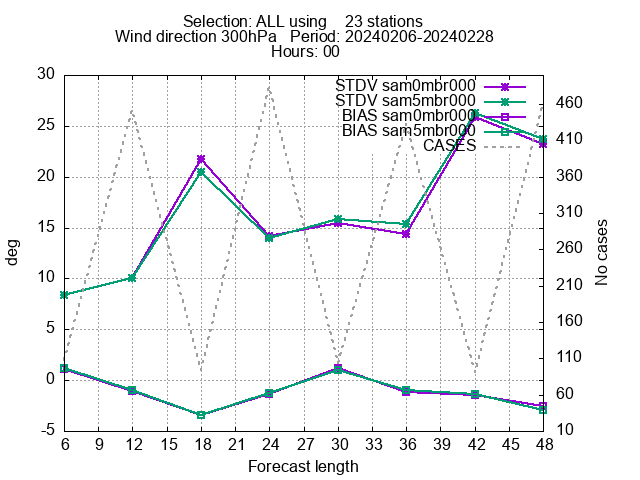 Selection: ALL using    23 stations
Wind direction 300hPa   Period: 20240206-20240228
Hours: 00
STDV sam0mbr000
STDV sam5mbr000
BIAS sam0mbr000
BIAS sam5mbr000
CASES
30
25
20
15
10
5
0
-5
deg
460
410
360
310
260
210
160
110
60
10
No cases
6 9 12 15 18 21 24 27 30 33 36 39 42 45 48
Forecast length